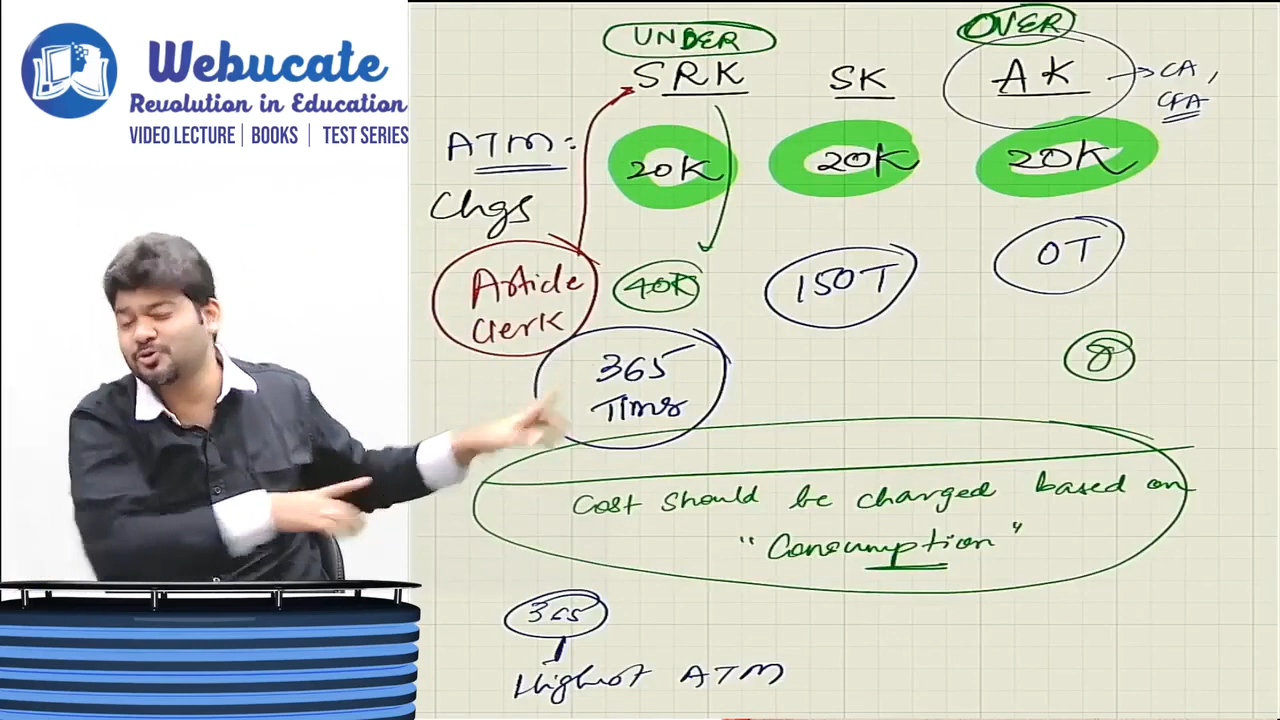 Webucate
Revolution in Education
VIDEO LECTURE | BOOKS | TEST SERIES
UNDER
OVER
SRK
SK
AK
CA,
CFA
ATM:
Chgs
20K
20K
20K
Article
Clerk
40K
150T
0T
365
Times
8
Cost should be charged based on
"Consumption"
365
Highest ATM